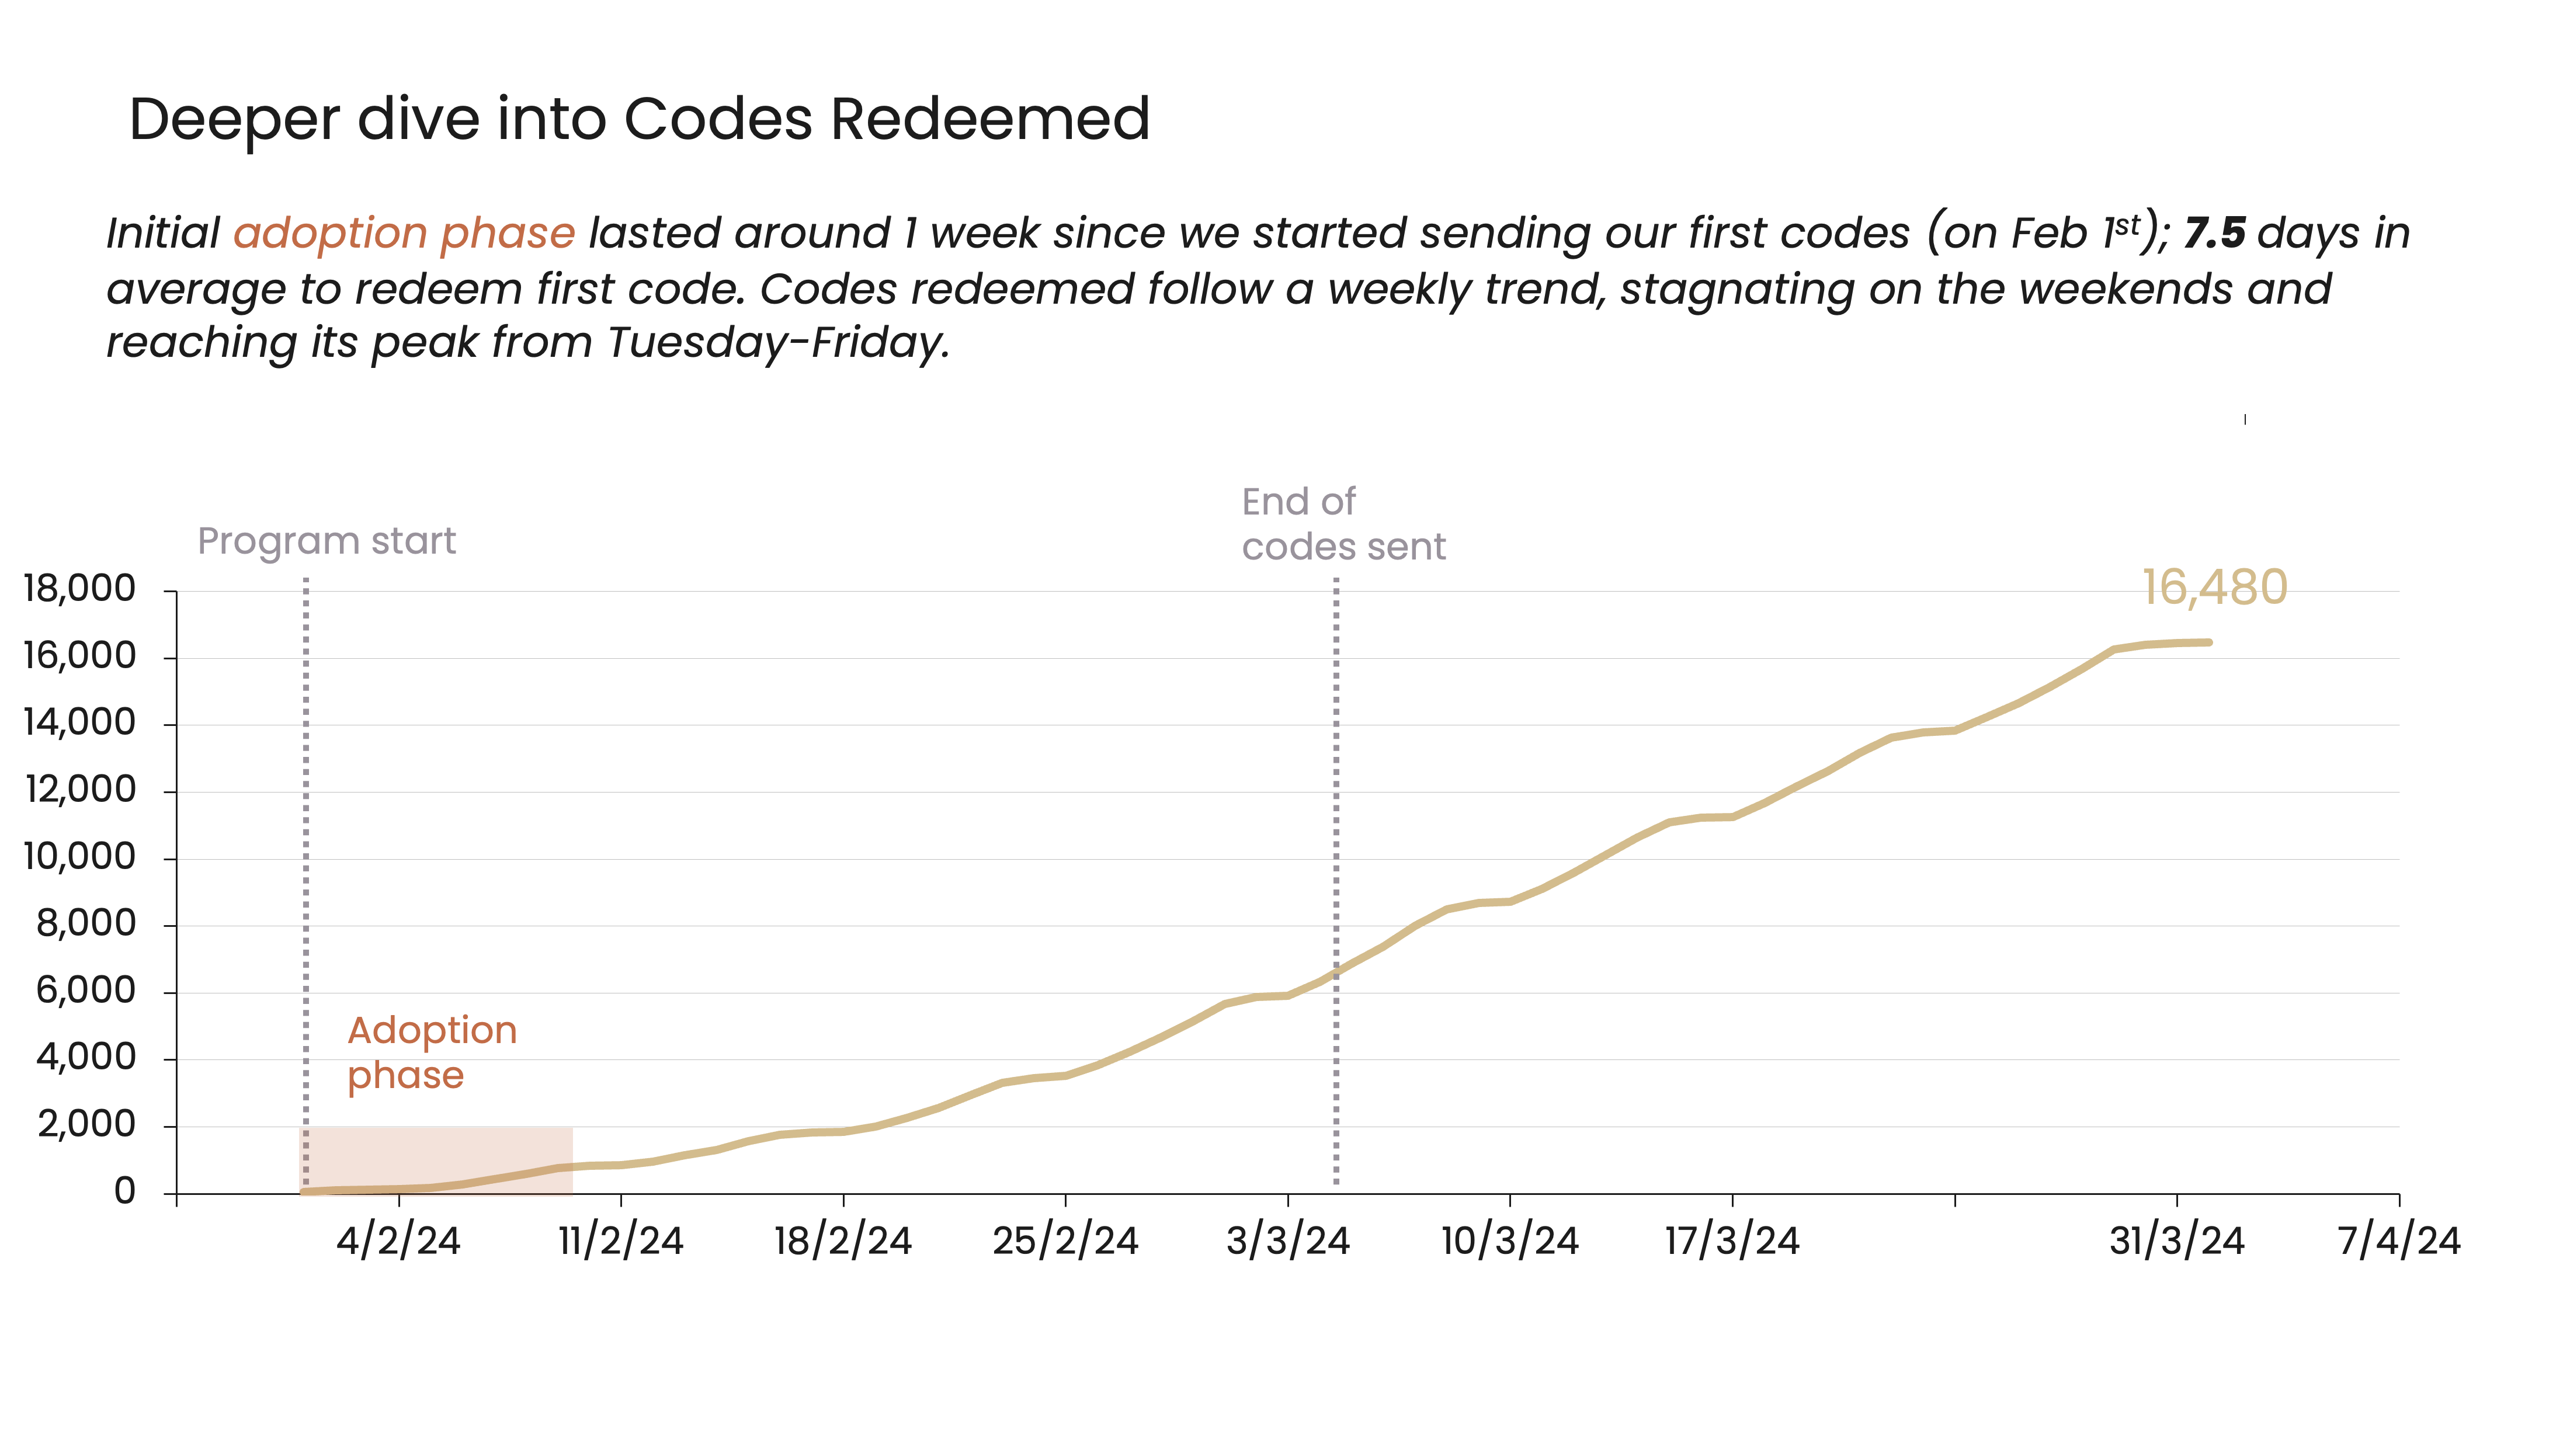 Deeper dive into Codes Redeemed
Initial adoption phase lasted around 1 week since we started sending our first codes (on Feb 1st); 7.5 days in
average to redeem first code. Codes redeemed follow a weekly trend, stagnating on the weekends and
reaching its peak from Tuesday-Friday.
End of
codes sent
Program start
16,480
18,000
16,000
14,000
12,000
10,000
8,000
6,000
4,000
2,000
0
Adoption
phase
4/2/24 11/2/24 18/2/24 25/2/24 3/3/24 10/3/24 17/3/24 31/3/24 7/4/24